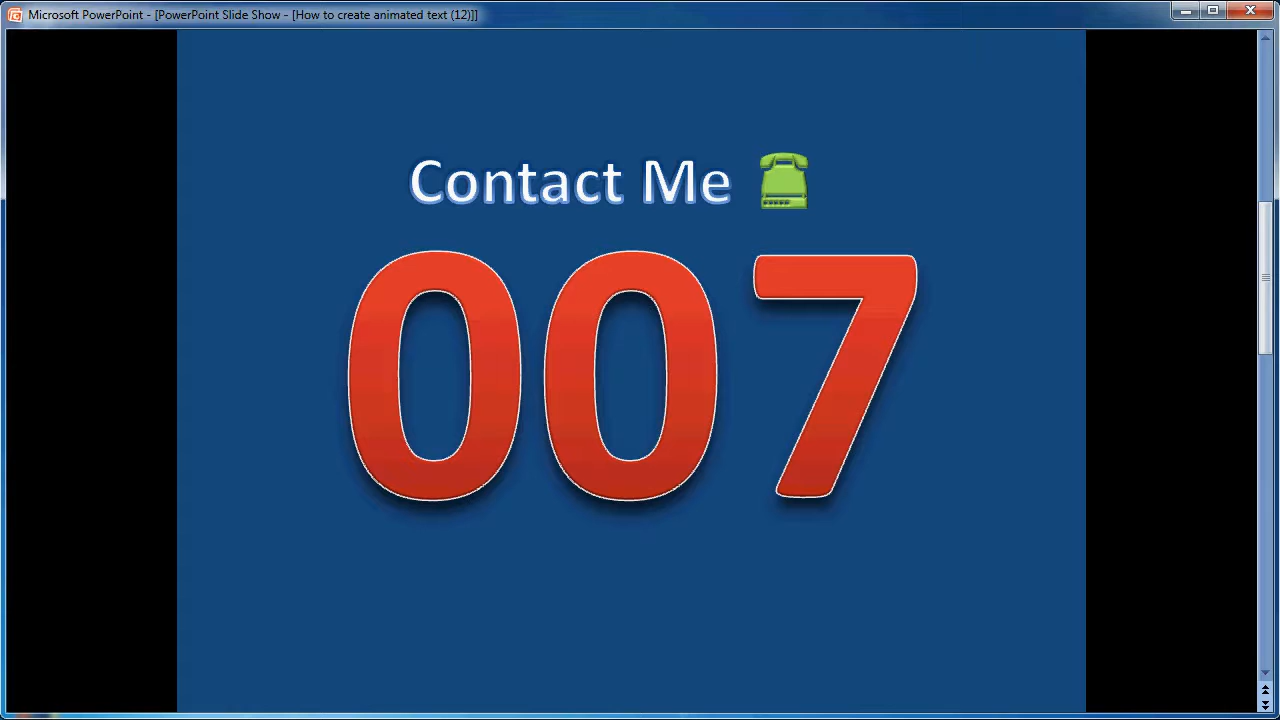 Microsoft PowerPoint - [PowerPoint Slide Show - [How to create animated text (12)]]
Contact Me
007